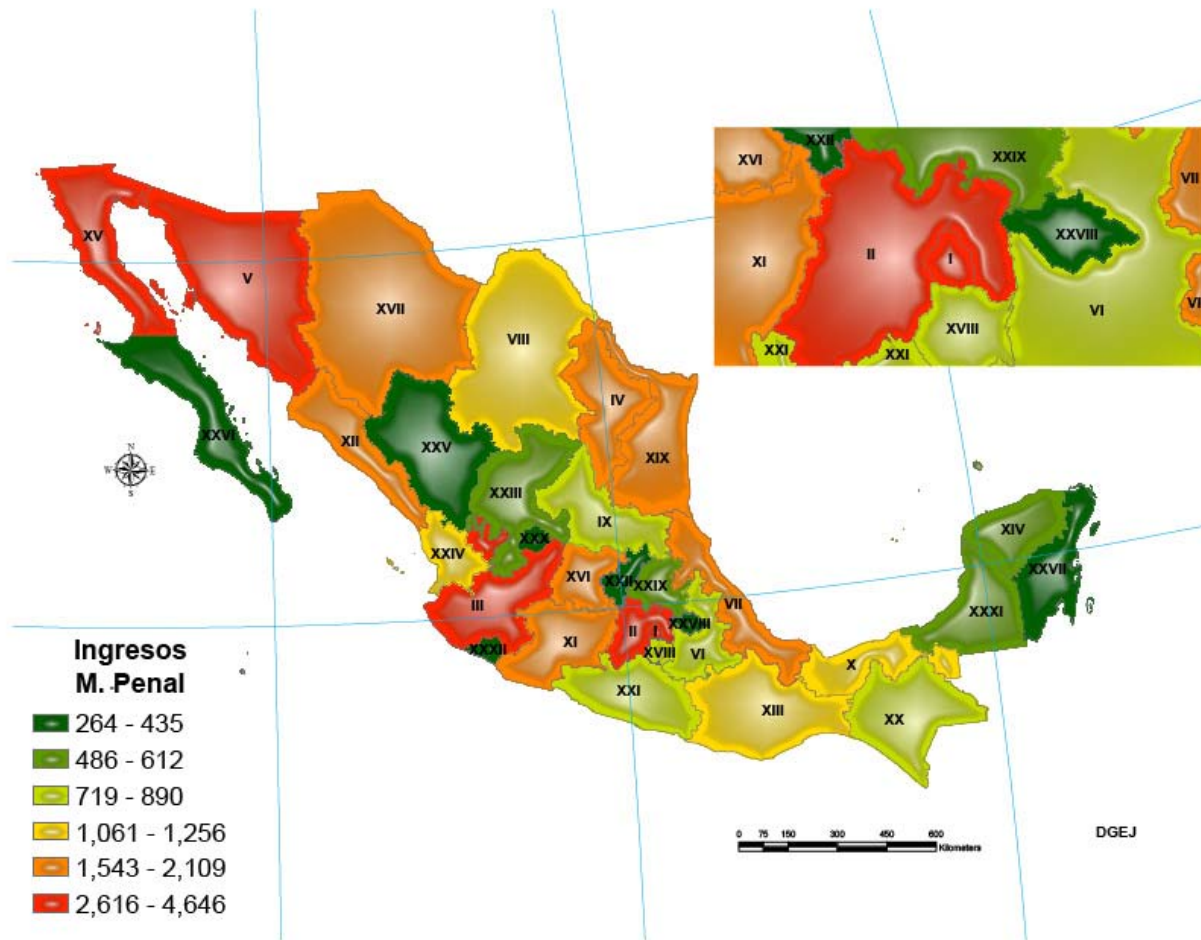 XXII
XXIX
XVI
VII
XXVIII
XI
II
I
VI
VI
XVIII
XXI
XXI
XV
V
XVII
VIII
IV
XII
XXV
XIX
XXVI
N
W E
S
XXIII
IX
XIV
XXX
XXIV
XVI
XXII
XXIX
XXVII
III
VII
XXXI
II
I
XXVIII
XXXII
XI
XVIII
VI
X
XXI
XIII
XX
Ingresos
M. Penal
264 - 435
486 - 612
719 - 890
1,061 - 1,256
1,543 - 2,109
2,616 - 4,646
0 75 150 300 450 600
Kilometers
DGEJ